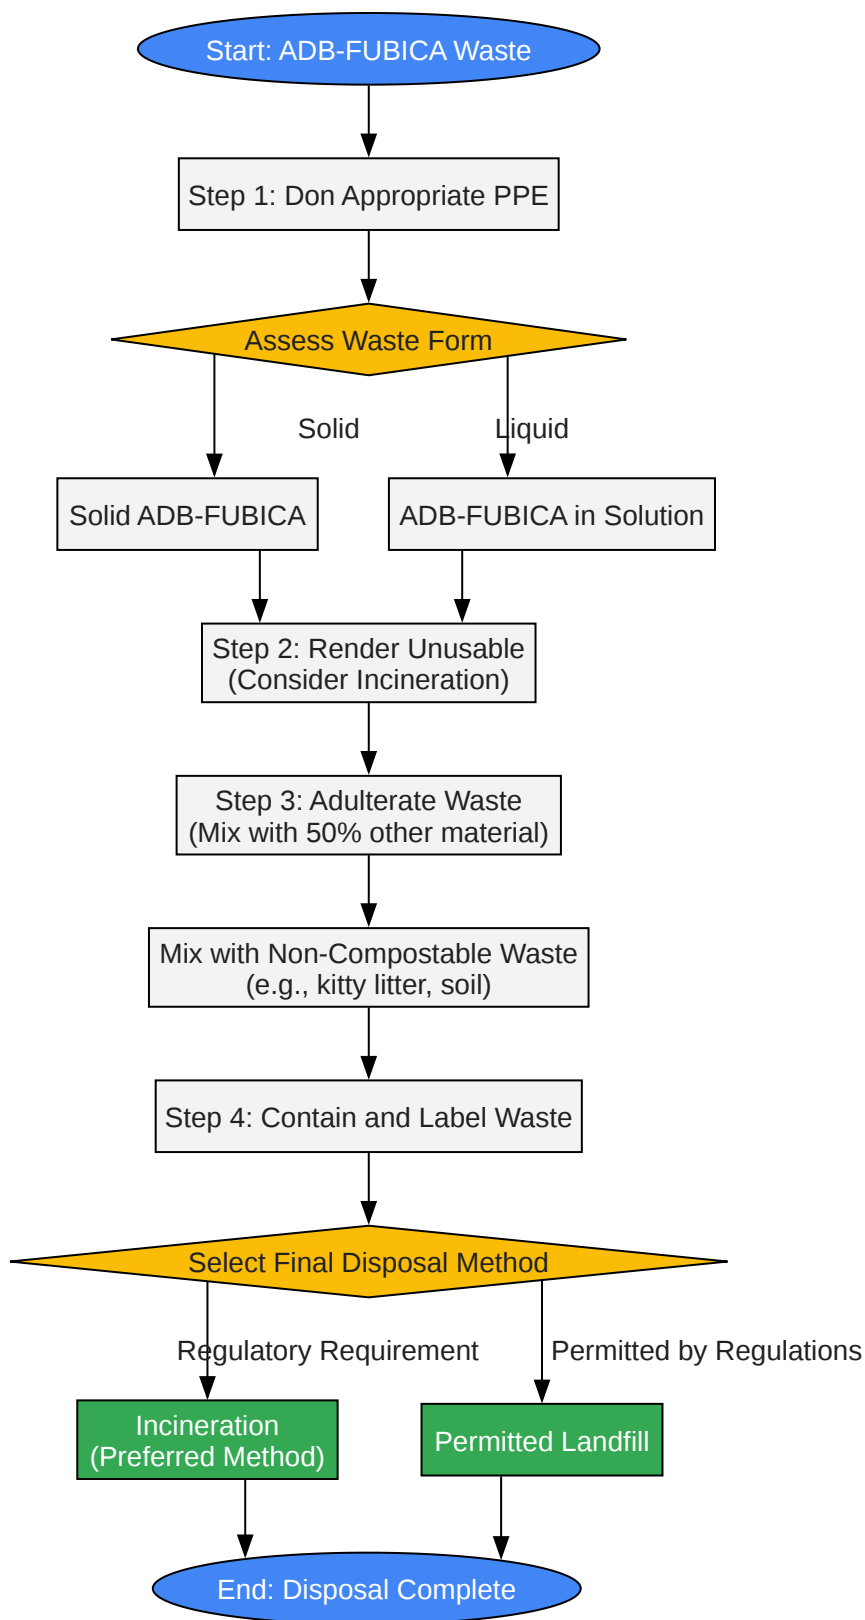 Start: ADB-FUBICA Waste
Step 1: Don Appropriate PPE
Assess Waste Form
Solid
Liquid
Solid ADB-FUBICA
ADB-FUBICA in Solution
Step 2: Render Unusable
(Consider Incineration)
Step 3: Adulterate Waste
(Mix with 50% other material)
Mix with Non-Compostable Waste
(e.g., kitty litter, soil)
Step 4: Contain and Label Waste
Select Final Disposal Method
Regulatory Requirement
Permitted by Regulations
Incineration
(Preferred Method)
Permitted Landfill
End: Disposal Complete